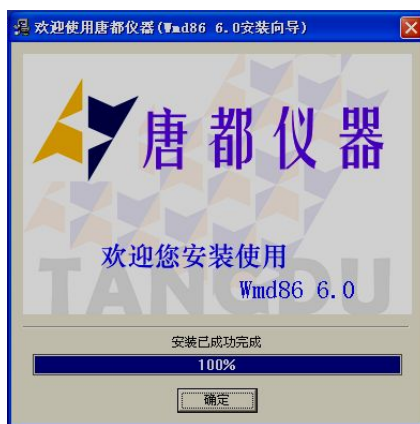 欢迎使用唐都仪器(Wmd86 6.0安装向导)
唐都仪器
欢迎您安装使用
Wmd86 6.0
TANGDU
安装已成功完成
100%
确定